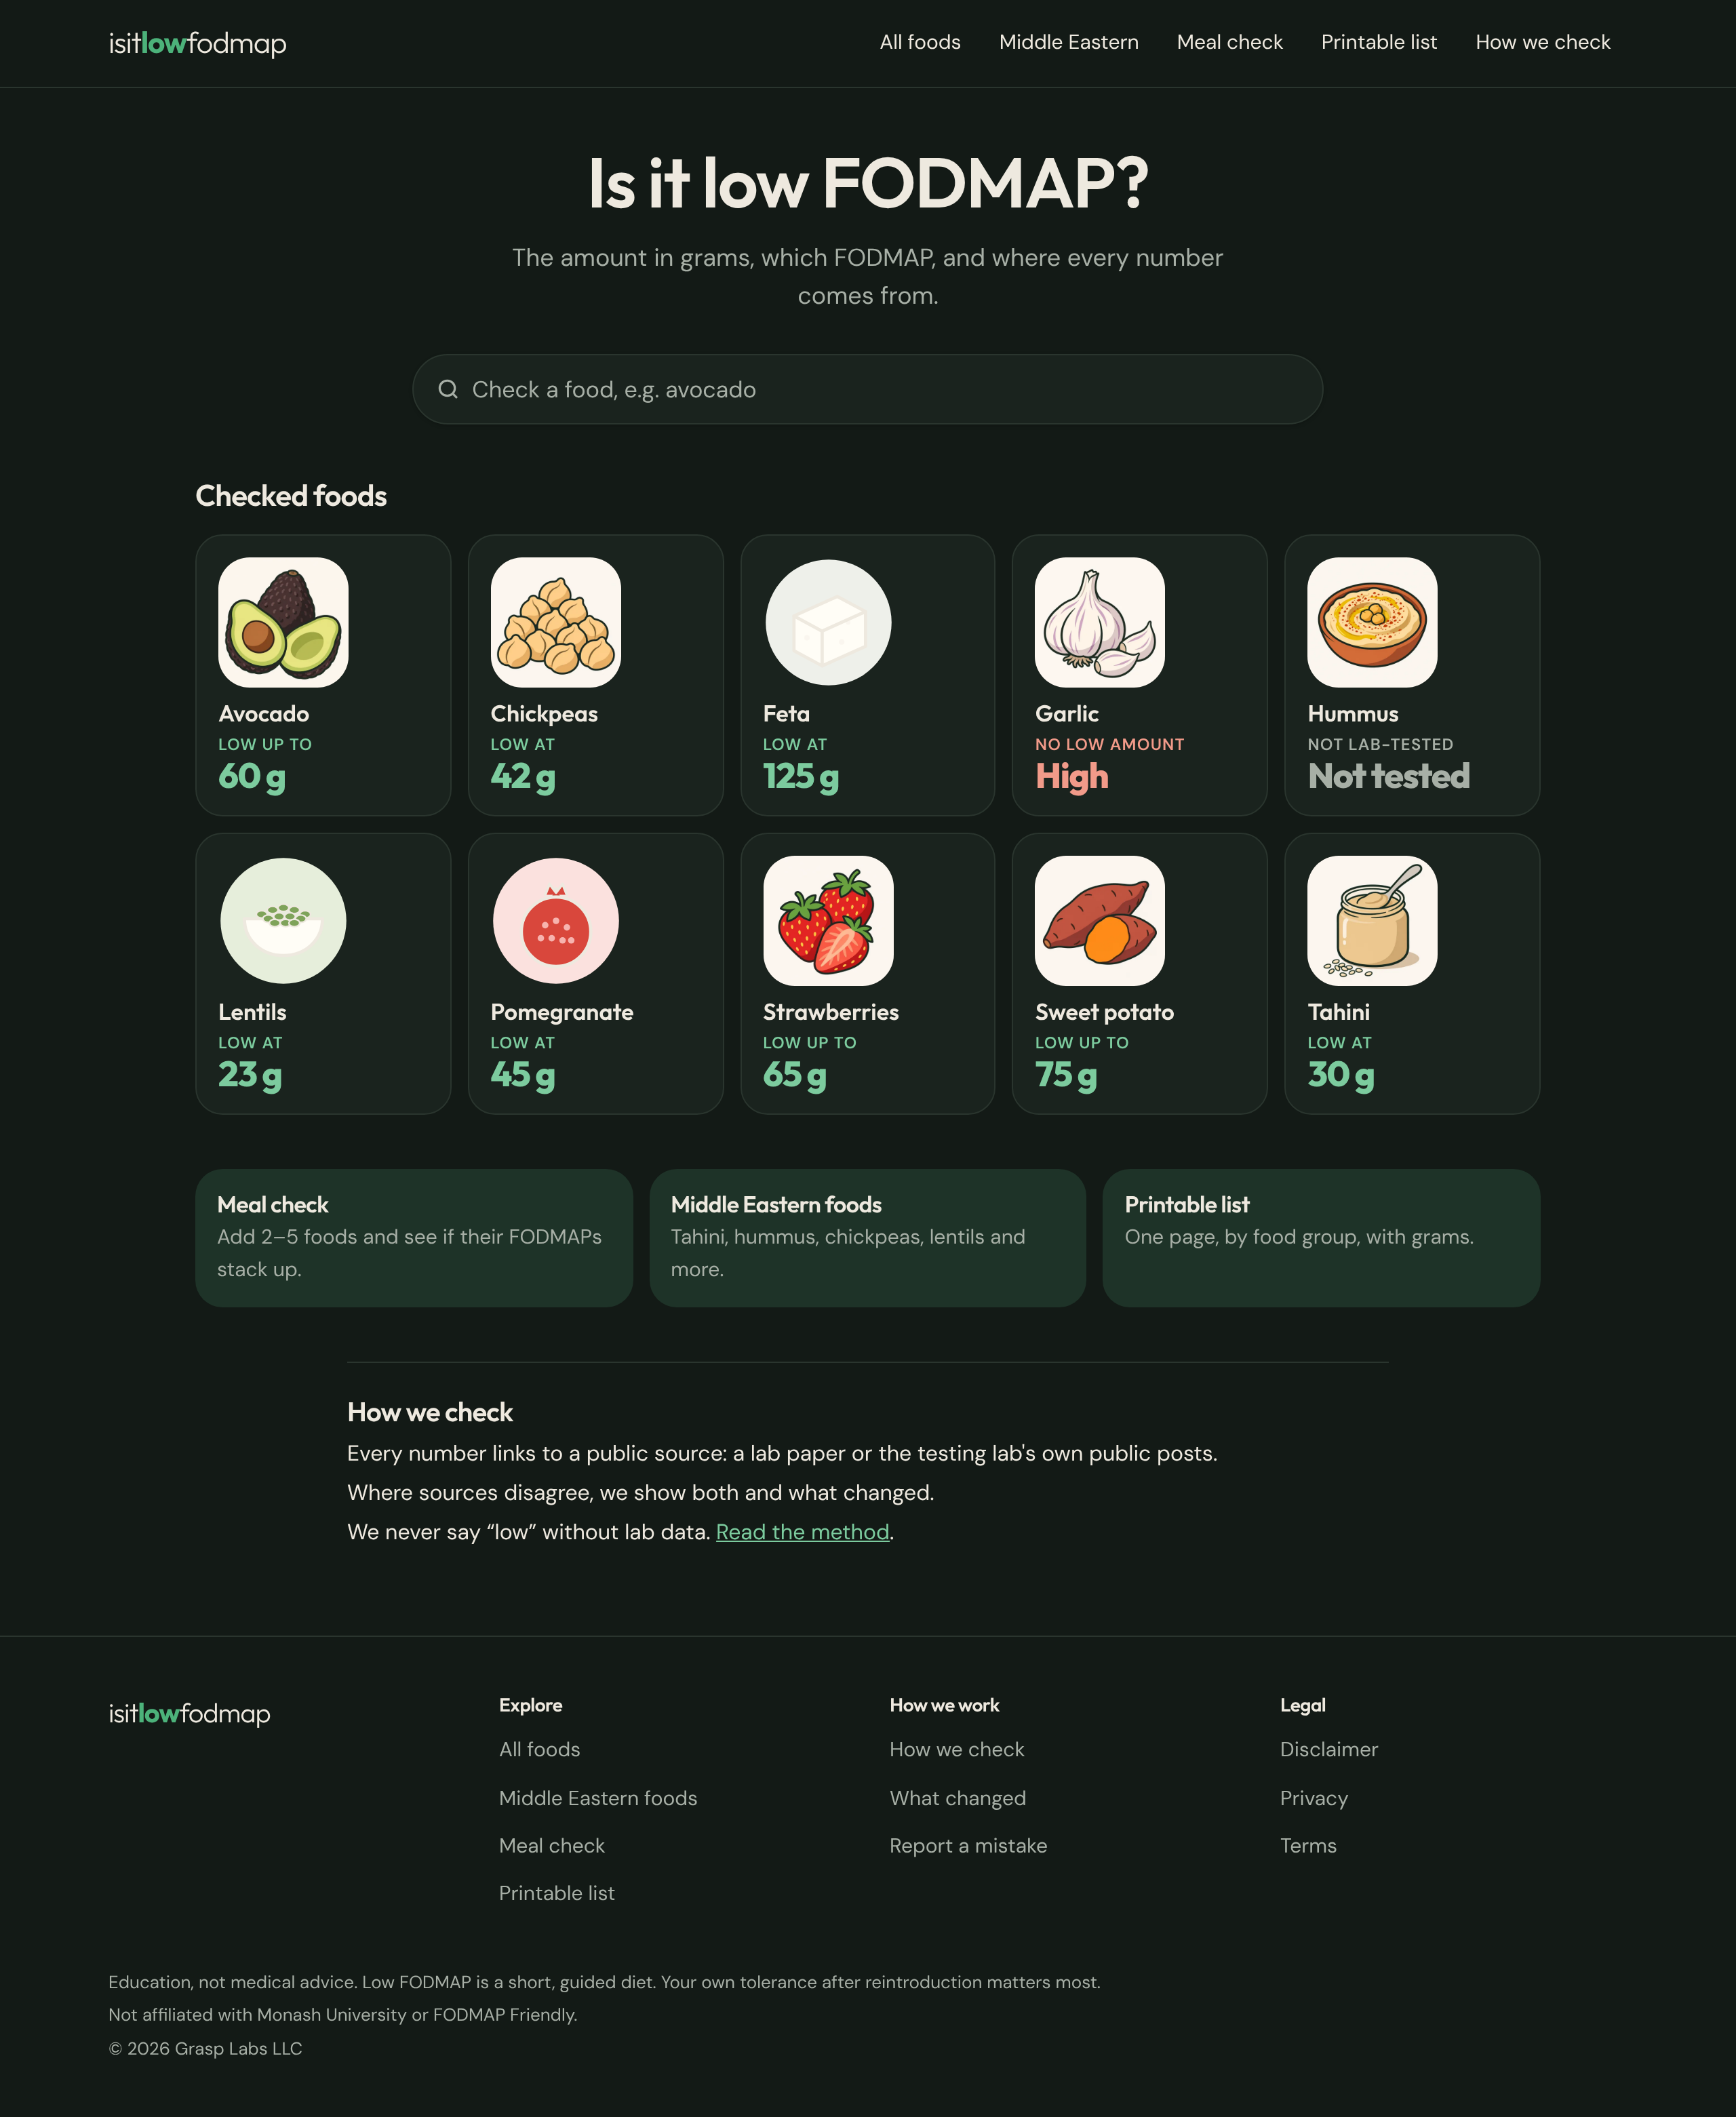 isitlowfodmap
All foods
Middle Eastern
Meal check
Printable list
How we check
Is it low FODMAP?
The amount in grams, which FODMAP, and where every number
comes from.
Check a food, e.g. avocado
Checked foods
Avocado
LOW UP TO
60 g
Chickpeas
LOW AT
42 g
Feta
LOW AT
125 g
Garlic
NO LOW AMOUNT
High
Hummus
NOT LAB-TESTED
Not tested
Lentils
LOW AT
23 g
Pomegranate
LOW AT
45 g
Strawberries
LOW UP TO
65 g
Sweet potato
LOW UP TO
75 g
Tahini
LOW AT
30 g
Meal check
Add 2–5 foods and see if their FODMAPs
stack up.
Middle Eastern foods
Tahini, hummus, chickpeas, lentils and
more.
Printable list
One page, by food group, with grams.
How we check
Every number links to a public source: a lab paper or the testing lab's own public posts.
Where sources disagree, we show both and what changed.
We never say “low” without lab data. Read the method.
isitlowfodmap
Explore
All foods
Middle Eastern foods
Meal check
Printable list
How we work
How we check
What changed
Report a mistake
Legal
Disclaimer
Privacy
Terms
Education, not medical advice. Low FODMAP is a short, guided diet. Your own tolerance after reintroduction matters most.
Not affiliated with Monash University or FODMAP Friendly.
© 2026 Grasp Labs LLC